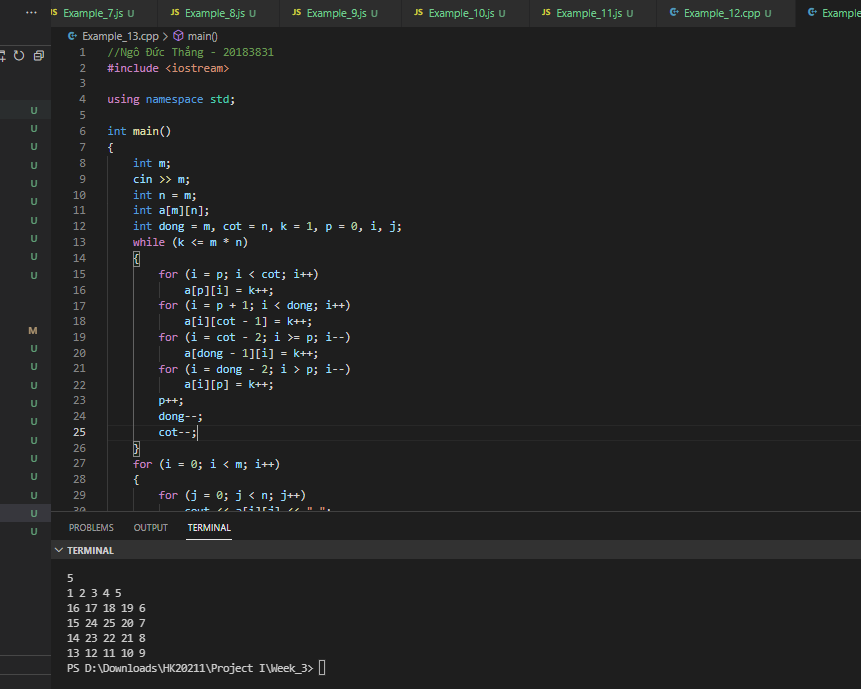 ··· JS Example_7.js U JS Example_8.js U JS Example_9.js U JS Example_10.js U JS Example_11.js U Example_12.cpp U Example
Example_13.cpp > main()
1 //Ngô Đức Thắng - 20183831
2 #include <iostream>
3
4 using namespace std;
5
6 int main()
7 {
8 int m;
9 cin >> m;
10 int n = m;
11 int a[m][n];
12 int dong = m, cot = n, k = 1, p = 0, i, j;
13 while (k <= m * n)
14 {
15 for (i = p; i < cot; i++)
16 a[p][i] = k++;
17 for (i = p + 1; i < dong; i++)
18 a[i][cot - 1] = k++;
19 for (i = cot - 2; i >= p; i--)
20 a[dong - 1][i] = k++;
21 for (i = dong - 2; i > p; i--)
22 a[i][p] = k++;
23 p++;
24 dong--;
25 cot--;
26 }
27 for (i = 0; i < m; i++)
28 {
29 for (j = 0; j < n; j++)
30 cout << a[i][j] << " ";
U
U
U
U
U
U
U
U
U
U
M
U
U
U
U
U
U
U
U
U
U
U
PROBLEMS OUTPUT TERMINAL
TERMINAL
5
1 2 3 4 5
16 17 18 19 6
15 24 25 20 7
14 23 22 21 8
13 12 11 10 9
PS D:\Downloads\HK20211\Project I\Week_3>